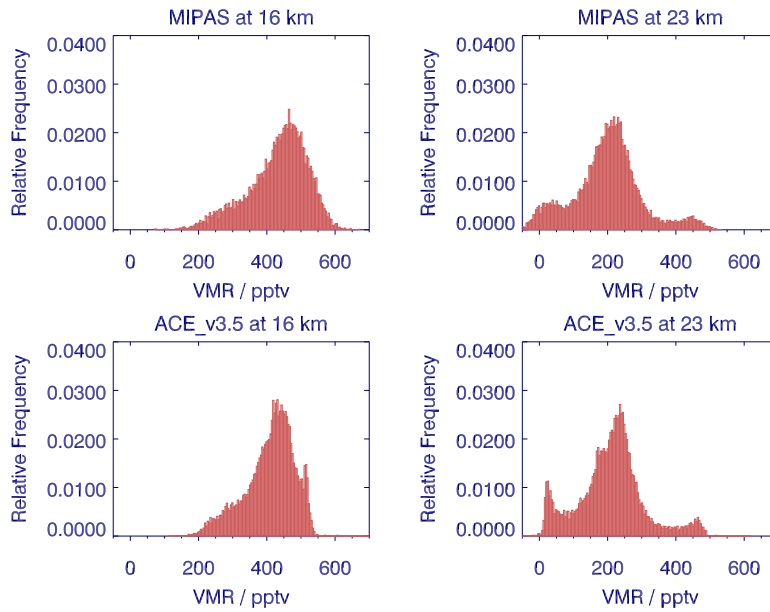 MIPAS at 16 km
Relative Frequency
0.0400
0.0300
0.0200
0.0100
0.0000
0 200 400 600
VMR / pptv
MIPAS at 23 km
Relative Frequency
0.0400
0.0300
0.0200
0.0100
0.0000
0 200 400 600
VMR / pptv
ACE_v3.5 at 16 km
Relative Frequency
0.0400
0.0300
0.0200
0.0100
0.0000
0 200 400 600
VMR / pptv
ACE_v3.5 at 23 km
Relative Frequency
0.0400
0.0300
0.0200
0.0100
0.0000
0 200 400 600
VMR / pptv